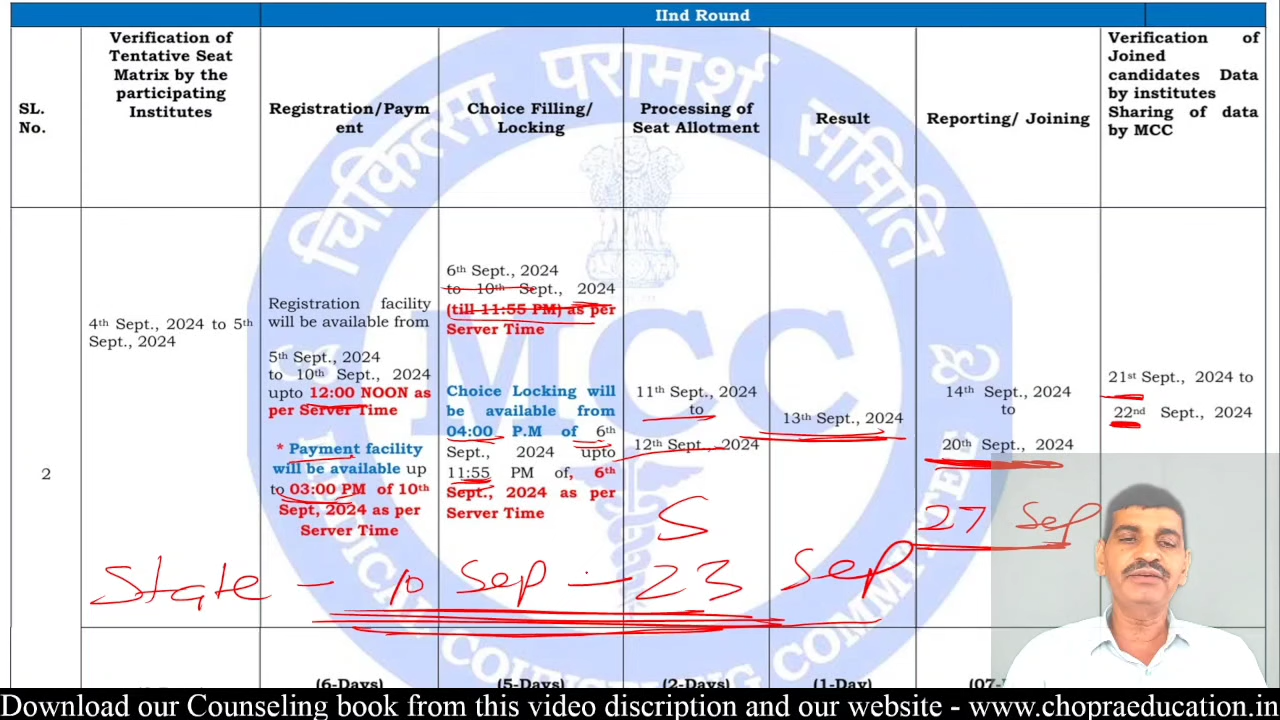 IInd Round
SL.
No.
Verification of
Tentative Seat
Matrix by the
participating
Institutes
Registration/Paym
ent
Choice Filling/
Locking
Processing of
Seat Allotment
Result
Reporting/ Joining
Verification of
Joined
candidates Data
by institutes
Sharing of data
by MCC
2
4th Sept., 2024 to 5th
Sept., 2024
Registration facility
will be available from
5th Sept., 2024
to 10th Sept., 2024
upto 12:00 NOON as
per Server Time
* Payment facility
will be available up
to 03:00 PM of 10th
Sept, 2024 as per
Server Time
6th Sept., 2024
to 10th Sept., 2024
(till 11:55 PM) as per
Server Time
Choice Locking will
be available from
04:00 P.M of 6th
Sept., 2024 upto
11:55 PM of, 6th
Sept., 2024 as per
Server Time
11th Sept., 2024
to
12th Sept., 2024
13th Sept., 2024
14th Sept., 2024
to
20th Sept., 2024
21st Sept., 2024 to
22nd Sept., 2024
27 Sep
S
State - 10 Sep - 23 Sep
(6-Days)
(5-Days)
(2-Days)
(1-Day)
चिकित्सा परामर्श समिति
MCC
MEDICAL COUNSELLING COMMITTEE
Download our Counseling book from this video discription and our website - www.chopraeducation.in